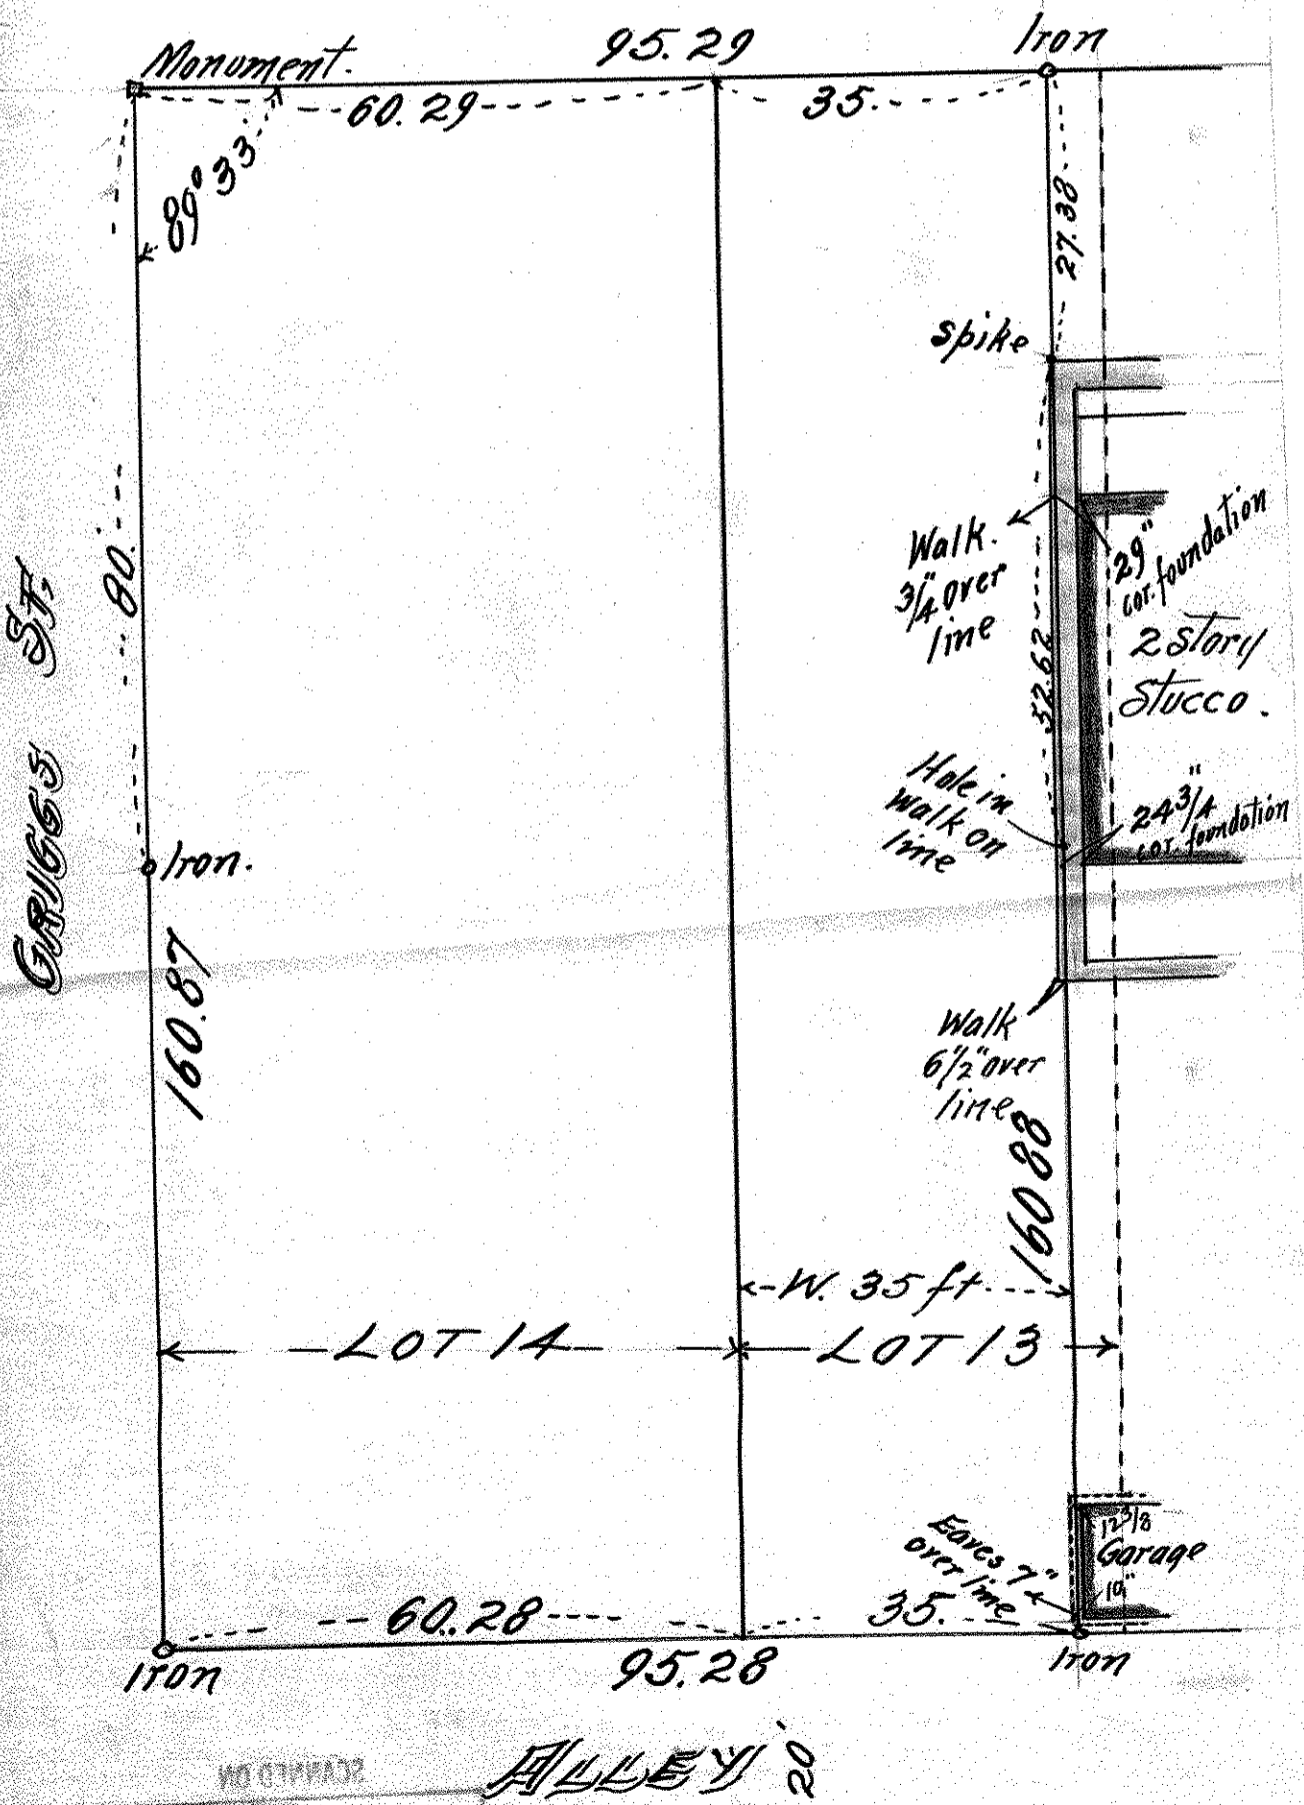 95. 29
Iron
Monument.
60. 29
35.
89° 33
27.38
spike
Walk.
3/4" over
line
29"
cor. foundation
2 Story
Stucco.
80.
GRIGGS ST.
52.62
Hole in
Walk on
line
24 3/4"
cor. foundation
Iron.
160.87
Walk
6 1/2" over
line
160 88
W. 35 ft
LOT 14
LOT 13
Eaves 7"
over line
12 3/8
Garage
10"
60.28
35.
Iron
95.28
Iron
ALLEY 20'
SCANNED ON